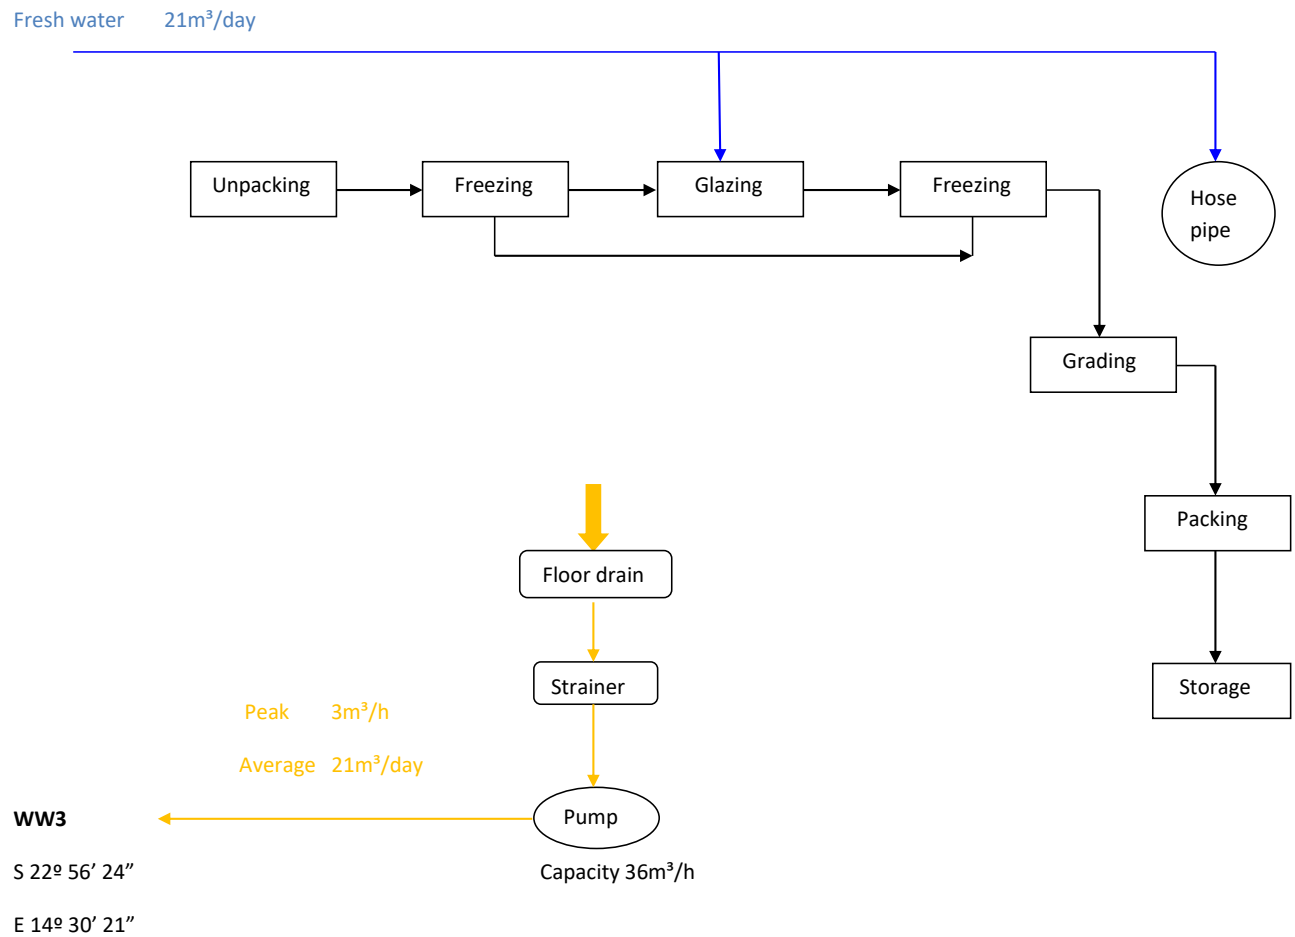 Fresh water 21m³/day
Unpacking
Freezing
Glazing
Freezing
Hose
pipe
Grading
Packing
Floor drain
Strainer
Storage
Peak 3m³/h
Average 21m³/day
WW3
Pump
S 22º 56’ 24”
Capacity 36m³/h
E 14º 30’ 21”